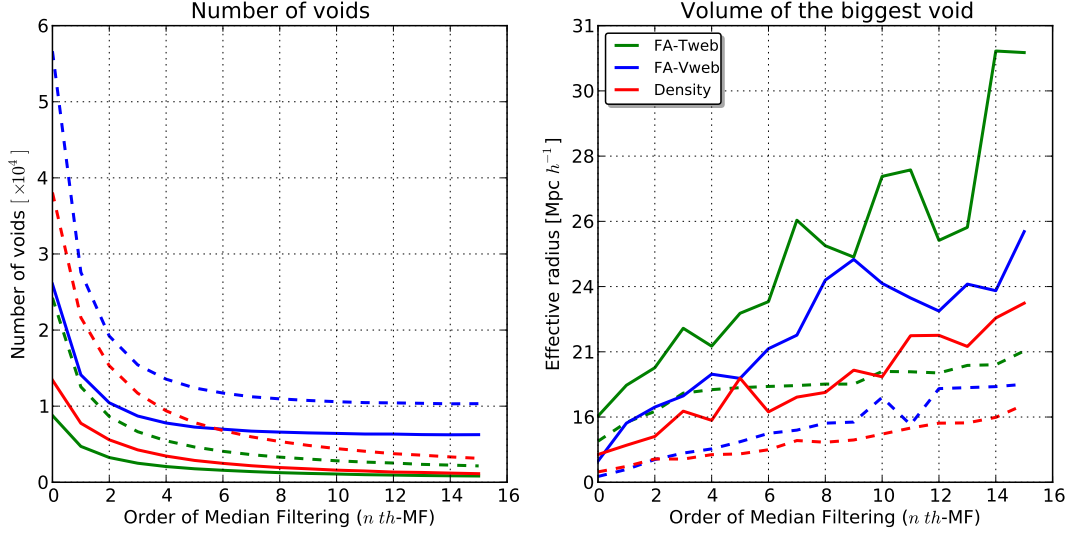 Number of voids
6
5
4
3
2
1
0
Number of voids [ ×10⁴ ]
0 2 4 6 8 10 12 14 16
Order of Median Filtering (n th-MF)
Volume of the biggest void
31
30
28
26
24
21
16
0
Effective radius [Mpc h⁻¹ ]
FA-Tweb
FA-Vweb
Density
0 2 4 6 8 10 12 14 16
Order of Median Filtering (n th-MF)